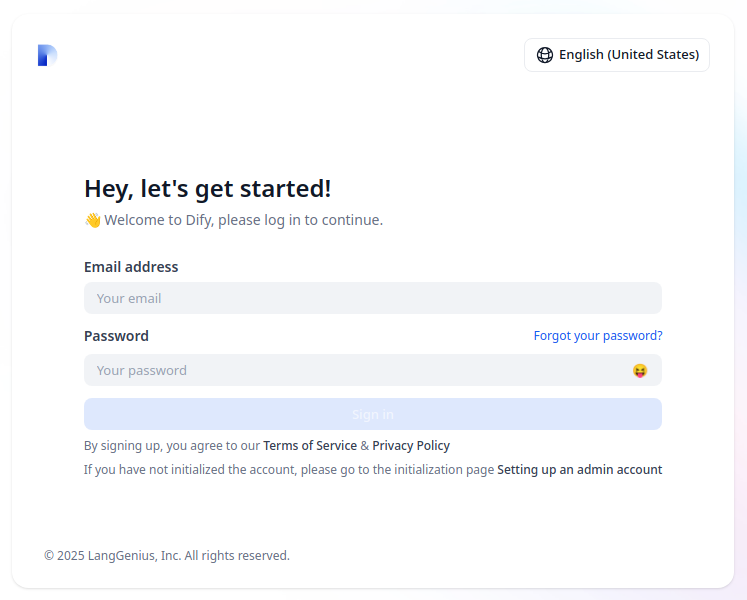 English (United States)
Hey, let's get started!
👋 Welcome to Dify, please log in to continue.
Email address
Your email
Password Forgot your password?
Your password 😝
Sign in
By signing up, you agree to our Terms of Service & Privacy Policy
If you have not initialized the account, please go to the initialization page Setting up an admin account
© 2025 LangGenius, Inc. All rights reserved.